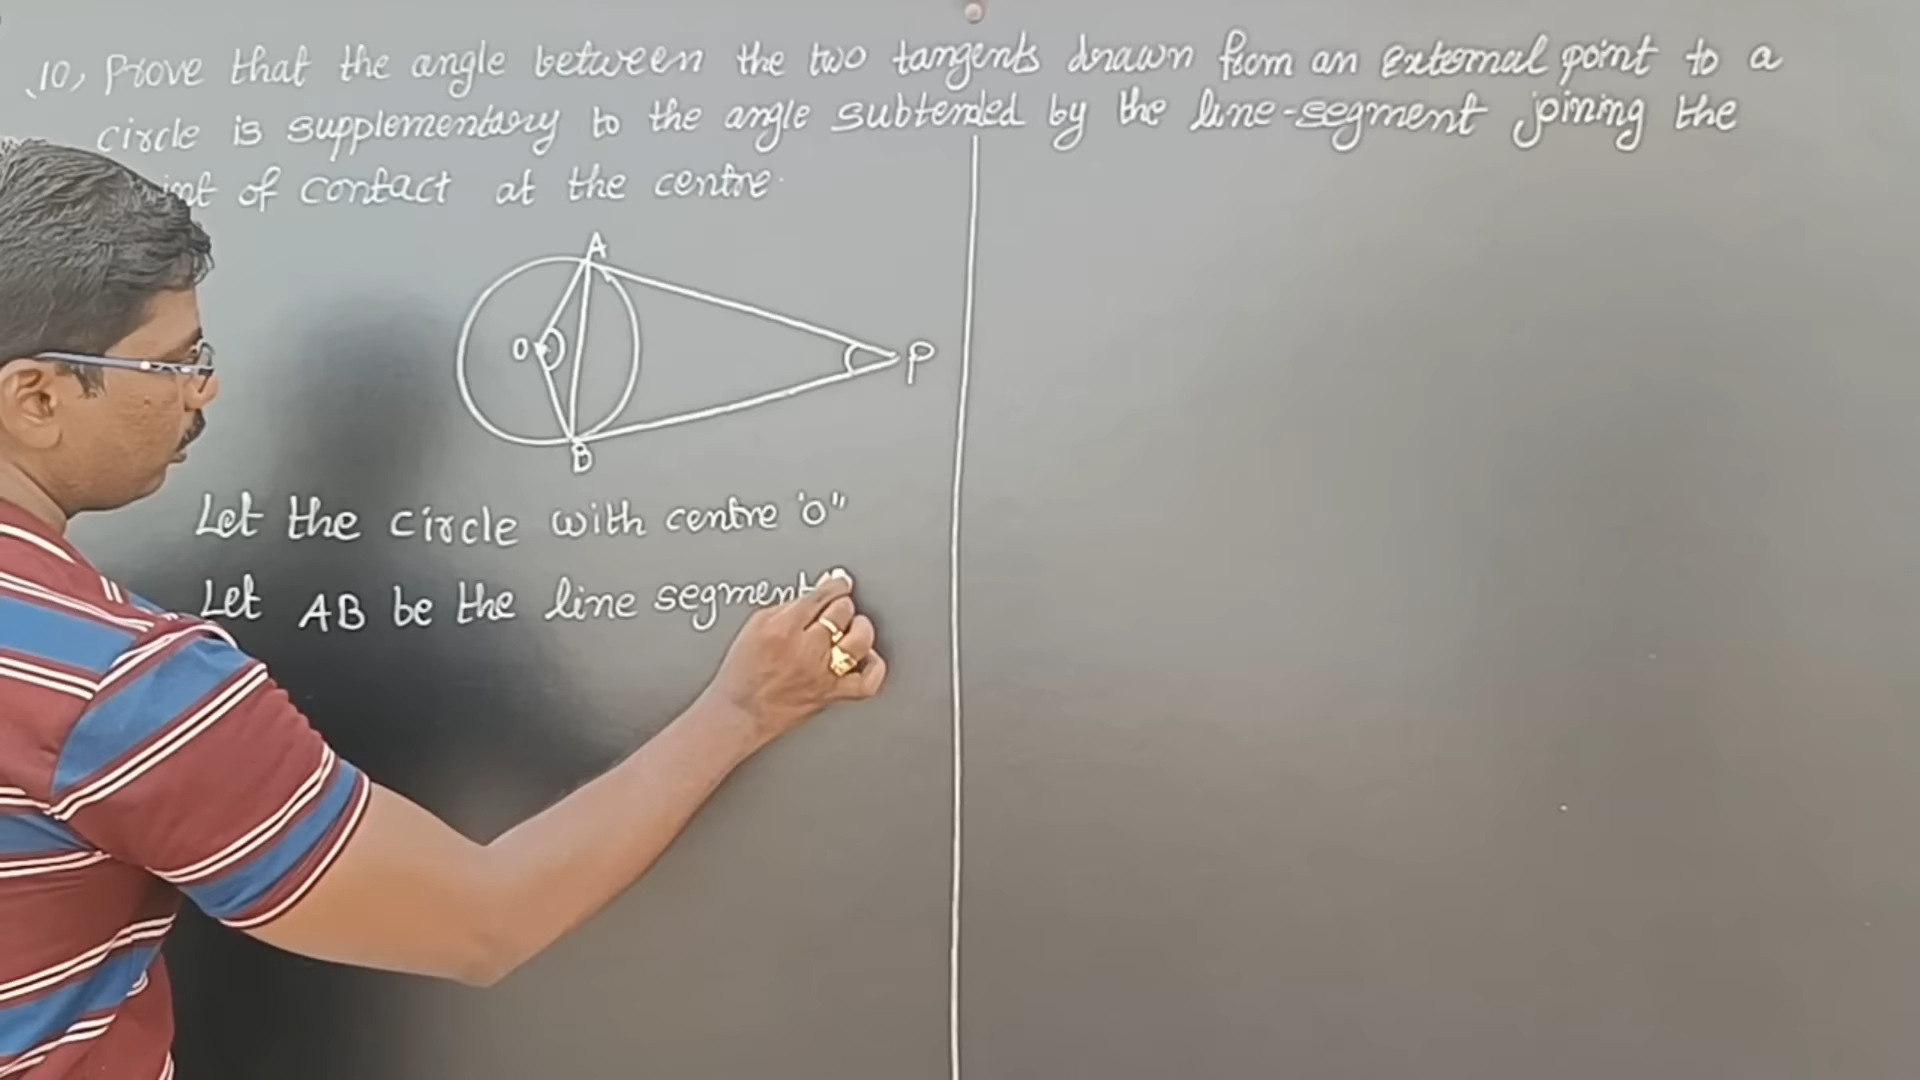 10, Prove that the angle between the two tangents drawn from an external point to a
circle is supplementary to the angle subtended by the line-segment joining the
of contact at the centre.
A
O
P
B
Let the circle with centre 'o"
Let AB be the line segment